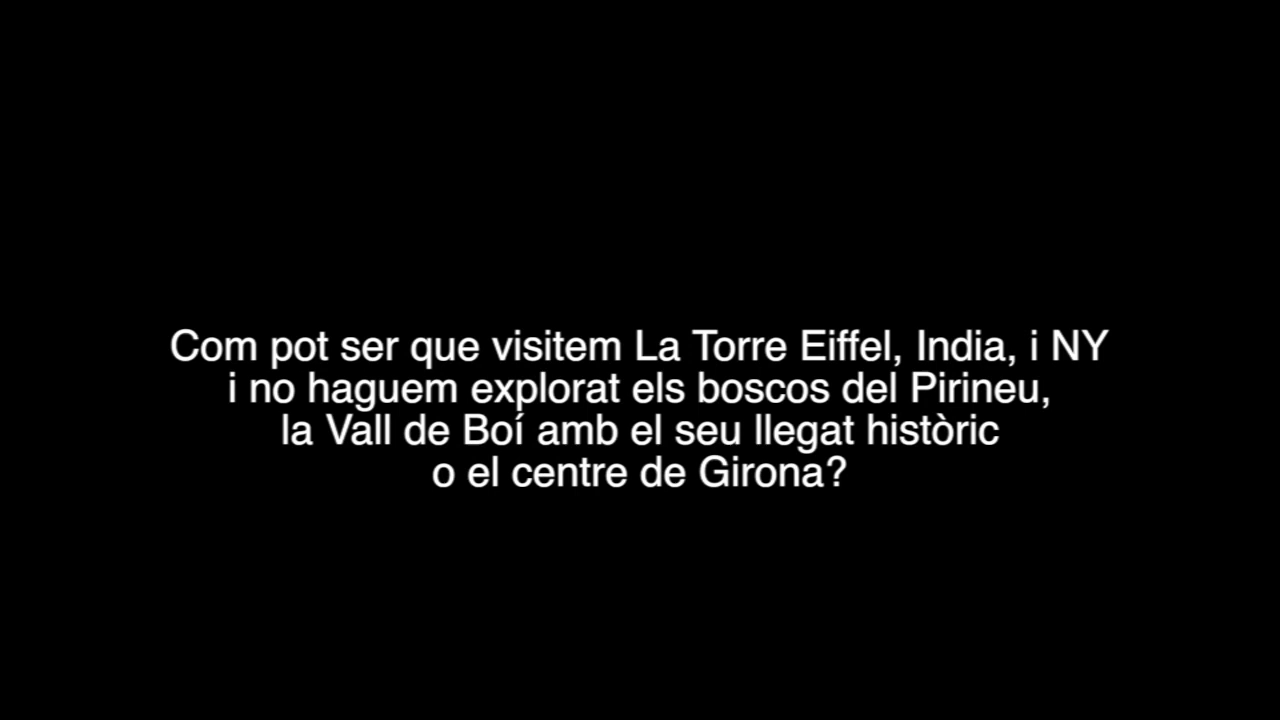 Com pot ser que visitem La Torre Eiffel, India, i NY
i no haguem explorat els boscos del Pirineu,
la Vall de Boí amb el seu llegat històric
o el centre de Girona?